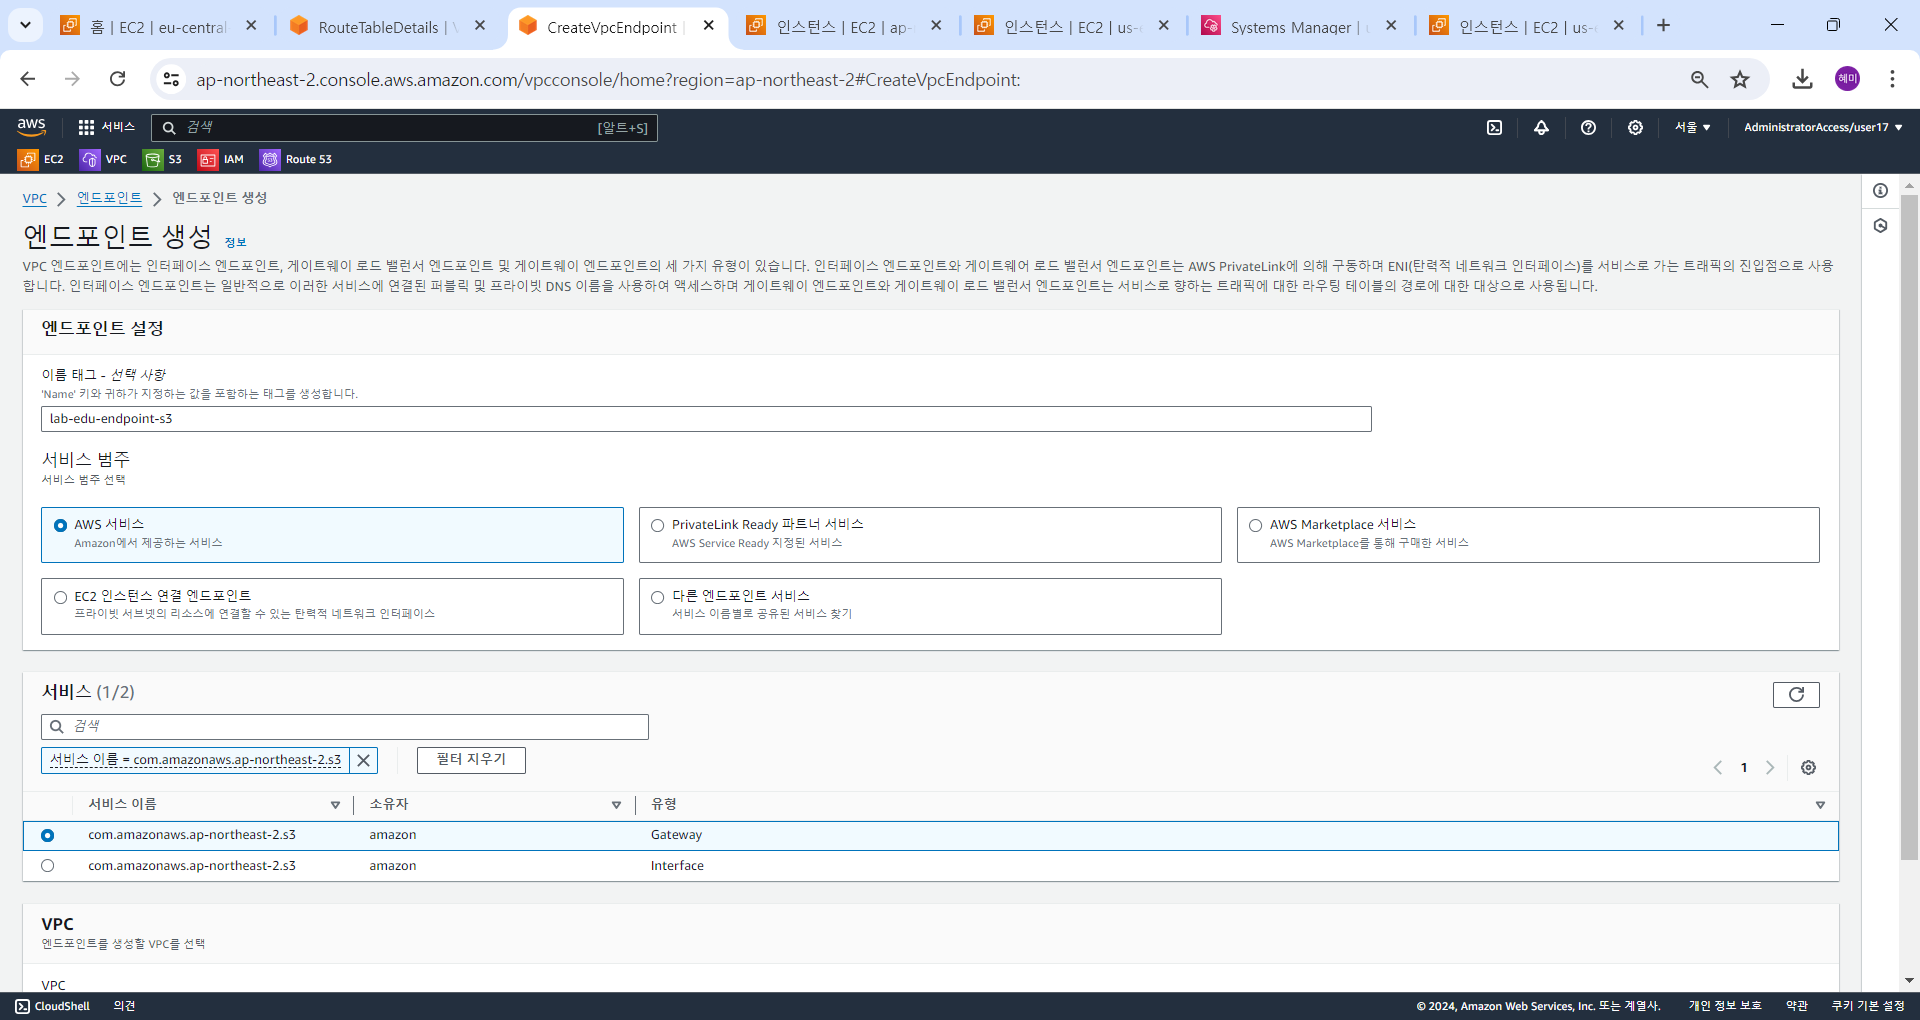 홈 | EC2 | eu-central
RouteTableDetails | V
CreateVpcEndpoint |
인스턴스 | EC2 | ap-
인스턴스 | EC2 | us-
Systems Manager | u
인스턴스 | EC2 | us-
ap-northeast-2.console.aws.amazon.com/vpcconsole/home?region=ap-northeast-2#CreateVpcEndpoint:
혜미
aws
서비스
검색
[알트+S]
서울
AdministratorAccess/user17
EC2
VPC
S3
IAM
Route 53
VPC
엔드포인트
엔드포인트 생성
엔드포인트 생성 정보
VPC 엔드포인트에는 인터페이스 엔드포인트, 게이트웨이 로드 밸런서 엔드포인트 및 게이트웨이 엔드포인트의 세 가지 유형이 있습니다. 인터페이스 엔드포인트와 게이트웨어 로드 밸런서 엔드포인트는 AWS PrivateLink에 의해 구동하며 ENI(탄력적 네트워크 인터페이스)를 서비스로 가는 트래픽의 진입점으로 사용
합니다. 인터페이스 엔드포인트는 일반적으로 이러한 서비스에 연결된 퍼블릭 및 프라이빗 DNS 이름을 사용하여 액세스하며 게이트웨이 엔드포인트와 게이트웨이 로드 밸런서 엔드포인트는 서비스로 향하는 트래픽에 대한 라우팅 테이블의 경로에 대한 대상으로 사용됩니다.
엔드포인트 설정
이름 태그 - 선택 사항
'Name' 키와 귀하가 지정하는 값을 포함하는 태그를 생성합니다.
lab-edu-endpoint-s3
서비스 범주
서비스 범주 선택
AWS 서비스
Amazon에서 제공하는 서비스
PrivateLink Ready 파트너 서비스
AWS Service Ready 지정된 서비스
AWS Marketplace 서비스
AWS Marketplace를 통해 구매한 서비스
EC2 인스턴스 연결 엔드포인트
프라이빗 서브넷의 리소스에 연결할 수 있는 탄력적 네트워크 인터페이스
다른 엔드포인트 서비스
서비스 이름별로 공유된 서비스 찾기
서비스 (1/2)
검색
서비스 이름 = com.amazonaws.ap-northeast-2.s3
필터 지우기
1
서비스 이름
소유자
유형
com.amazonaws.ap-northeast-2.s3 amazon Gateway
com.amazonaws.ap-northeast-2.s3 amazon Interface
VPC
엔드포인트를 생성할 VPC를 선택
VPC
CloudShell
의견
© 2024, Amazon Web Services, Inc. 또는 계열사.
개인 정보 보호
약관
쿠키 기본 설정